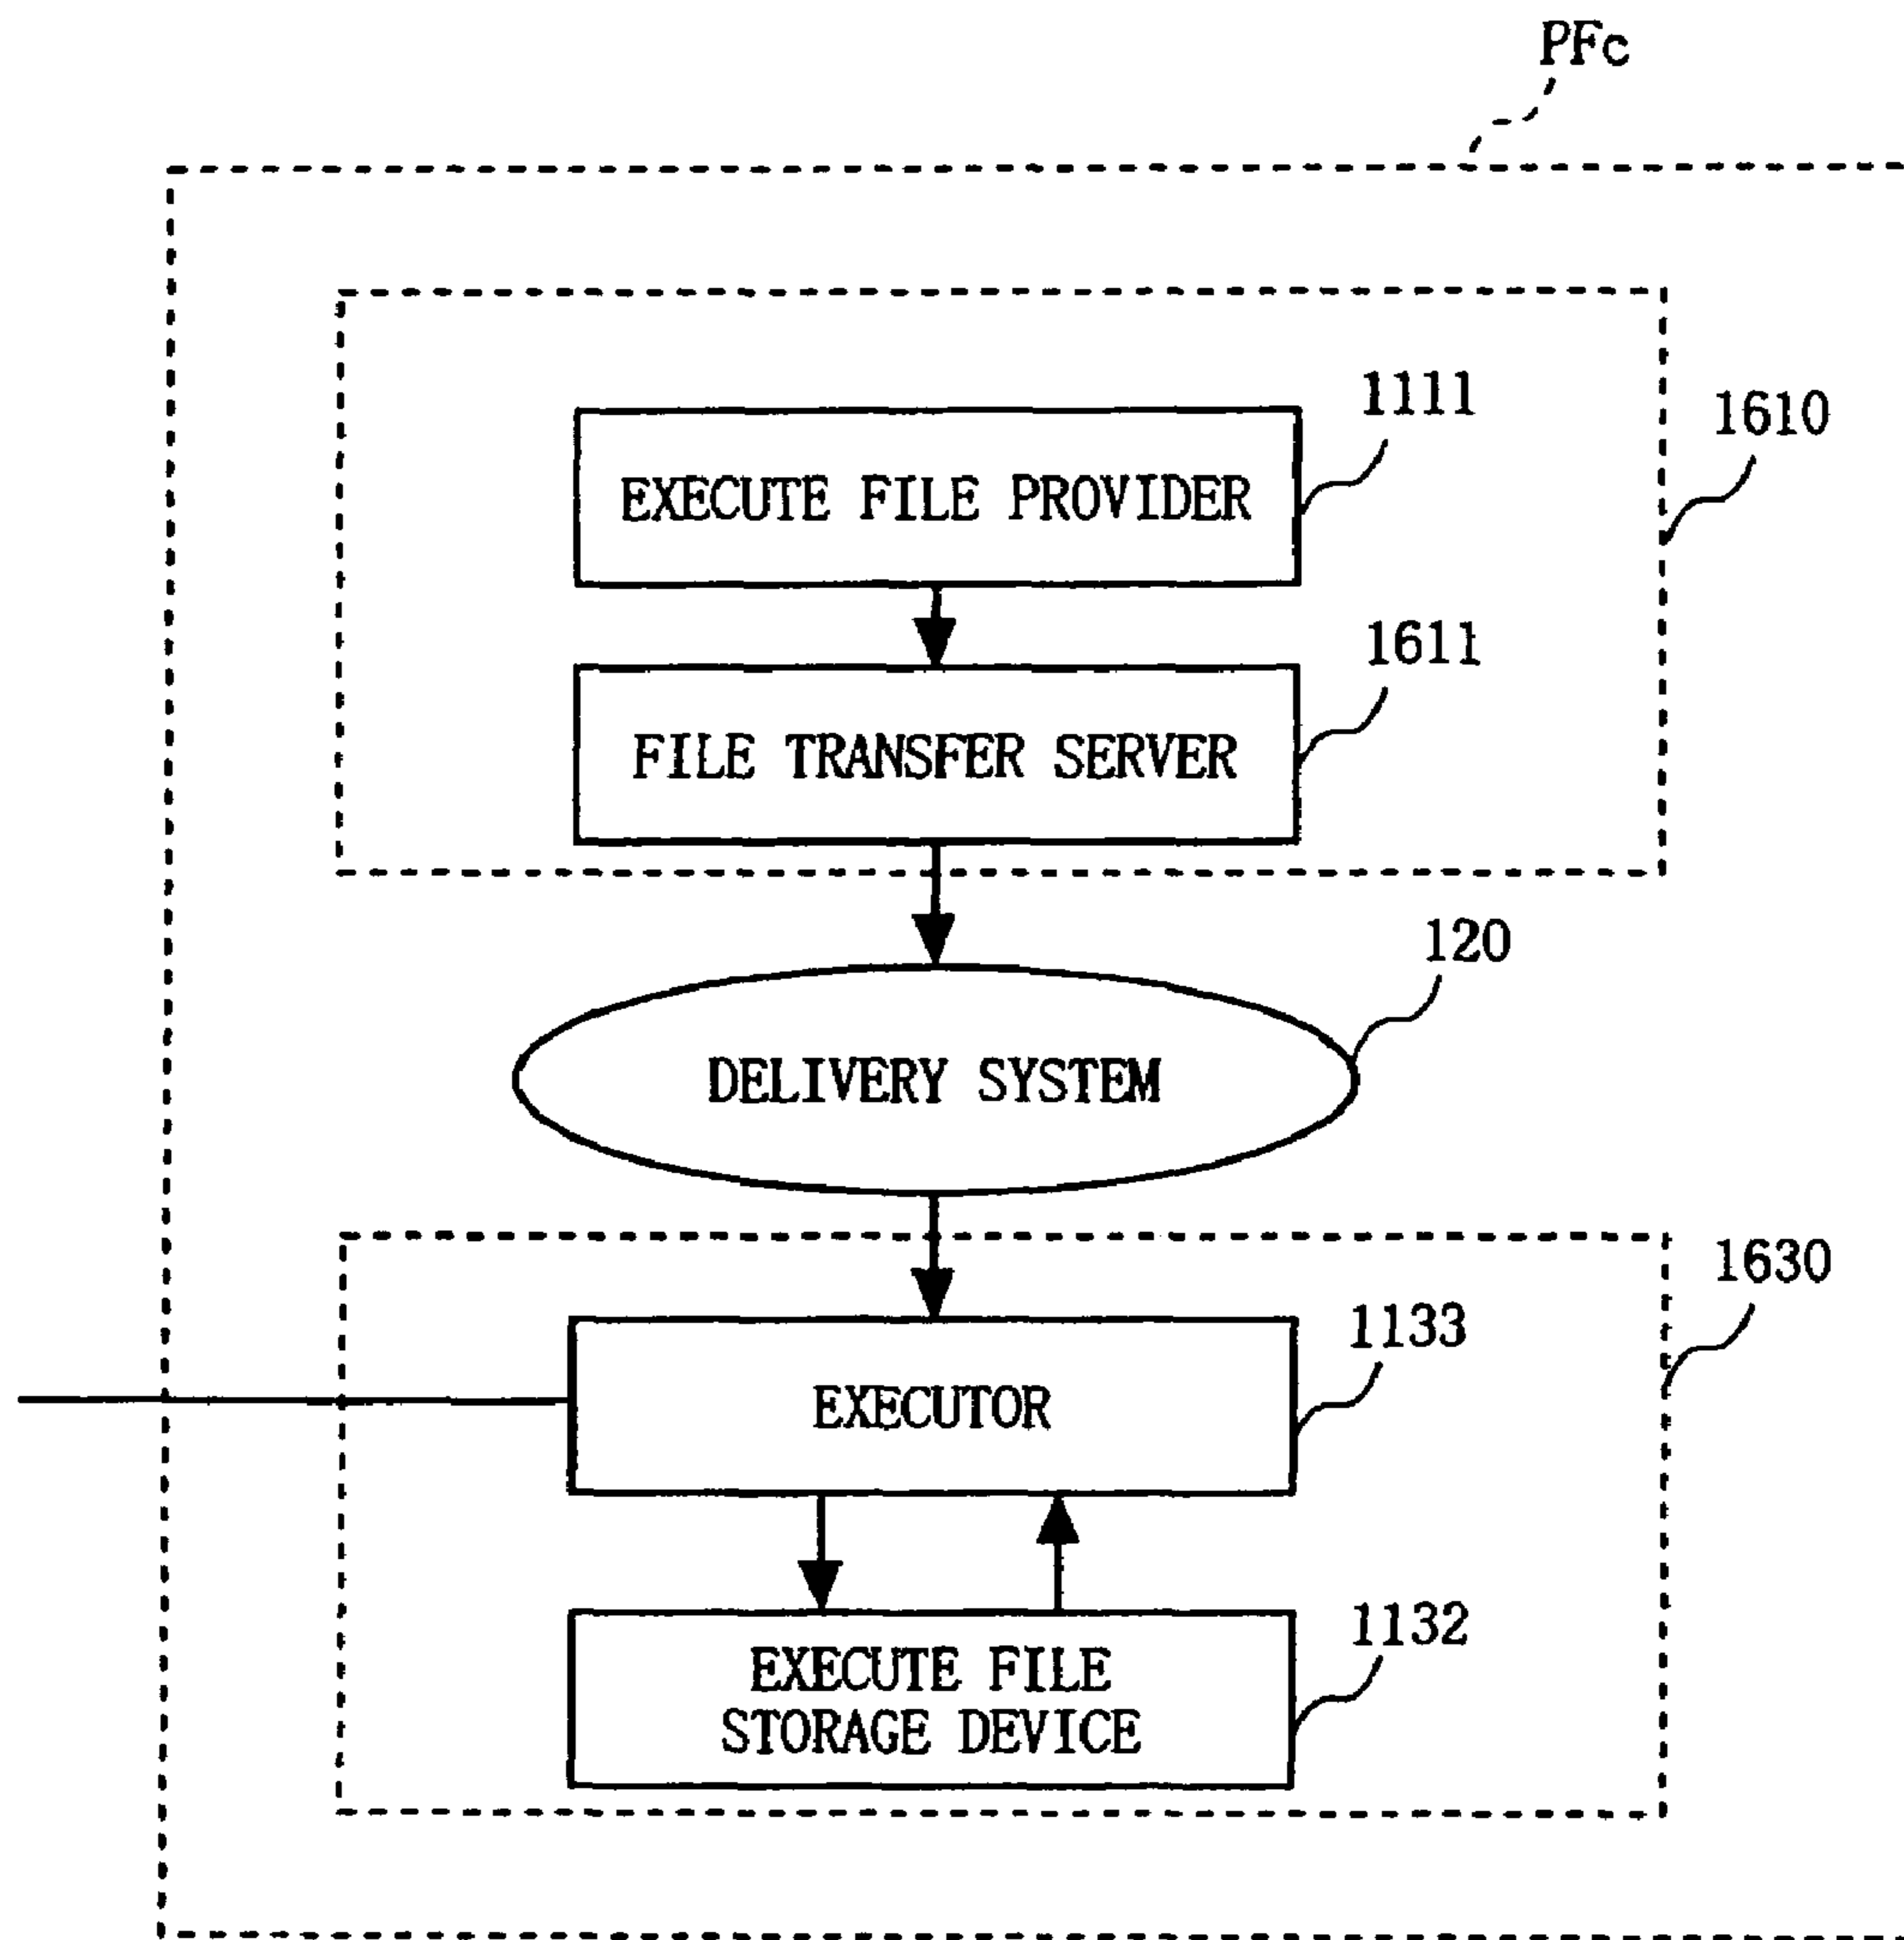 PFc
1111
1610
EXECUTE FILE PROVIDER
1611
FILE TRANSFER SERVER
120
DELIVERY SYSTEM
1630
1133
EXECUTOR
1132
EXECUTE FILE
STORAGE DEVICE